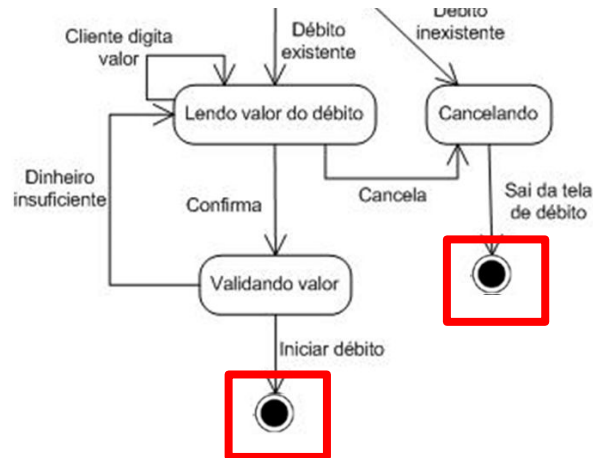 Débito
inexistente
Cliente digita
valor
Débito
existente
Lendo valor do débito
Cancelando
Dinheiro
insuficiente
Confirma
Cancela
Sai da tela
de débito
Validando valor
Iniciar débito